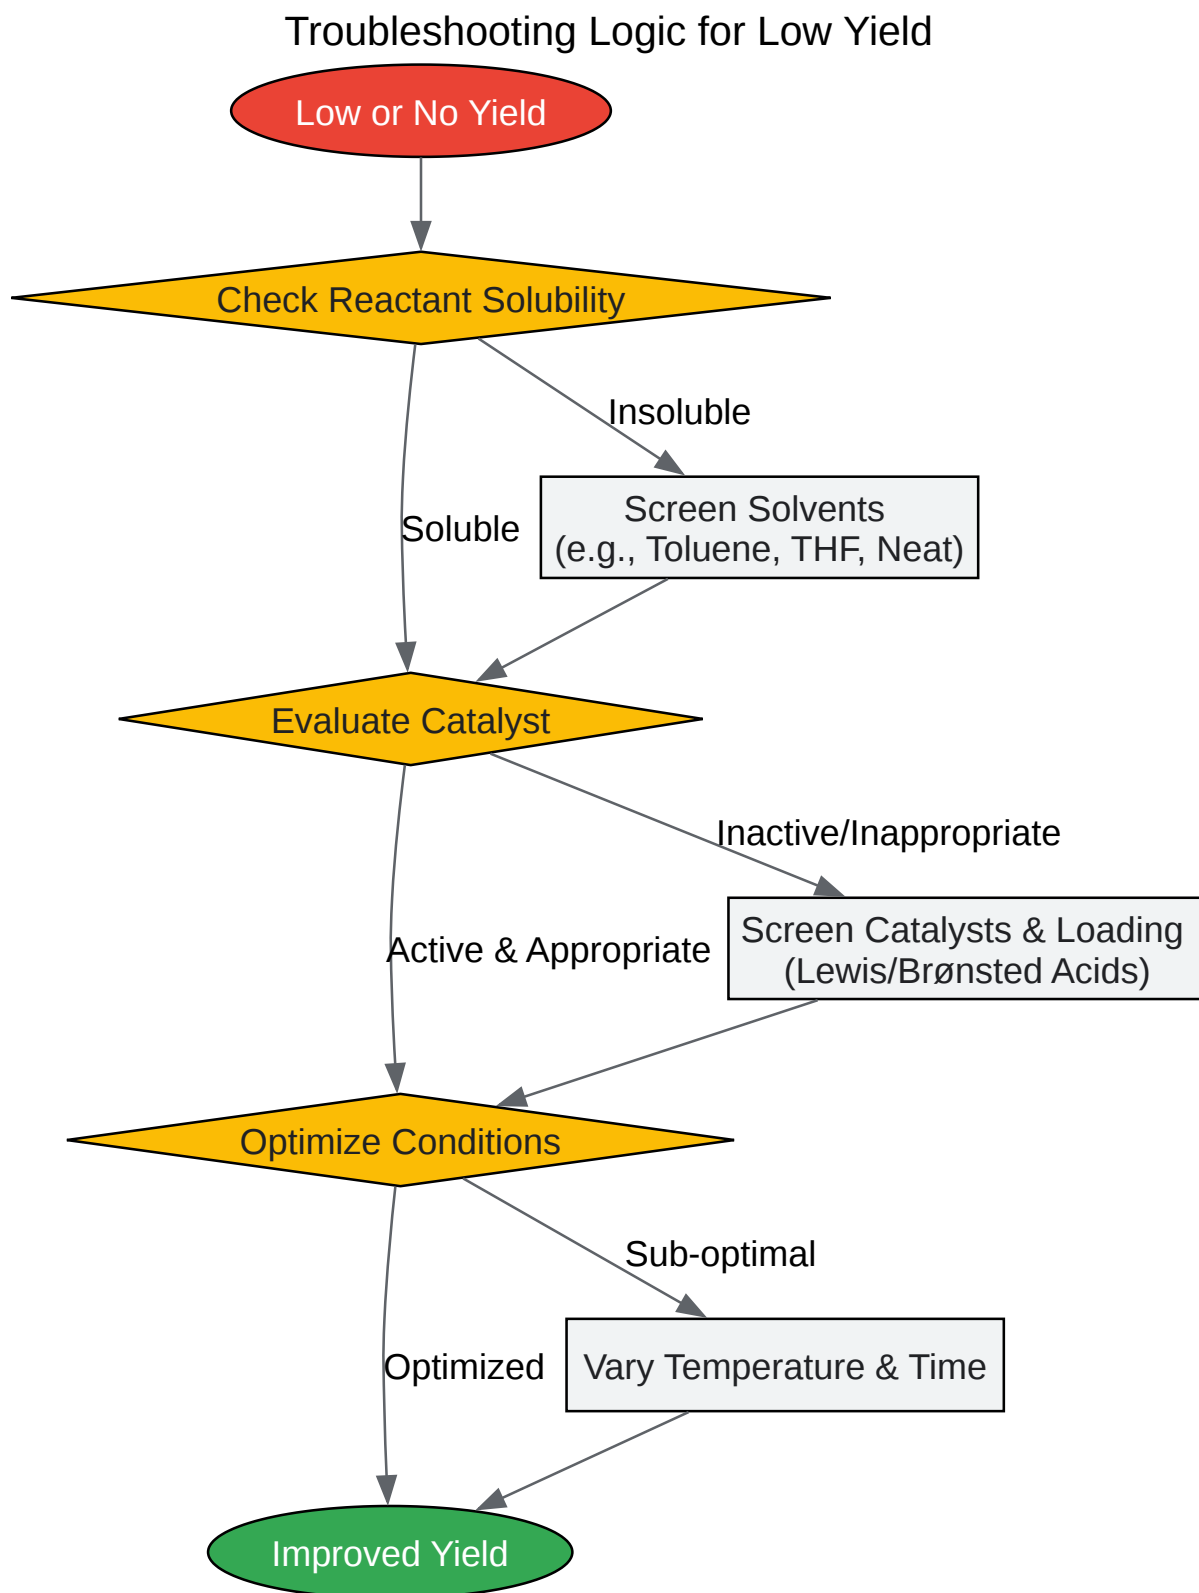 Troubleshooting Logic for Low Yield
Low or No Yield
Check Reactant Solubility
Insoluble
Screen Solvents
(e.g., Toluene, THF, Neat)
Soluble
Evaluate Catalyst
Inactive/Inappropriate
Screen Catalysts & Loading
(Lewis/Brønsted Acids)
Active & Appropriate
Optimize Conditions
Sub-optimal
Vary Temperature & Time
Optimized
Improved Yield